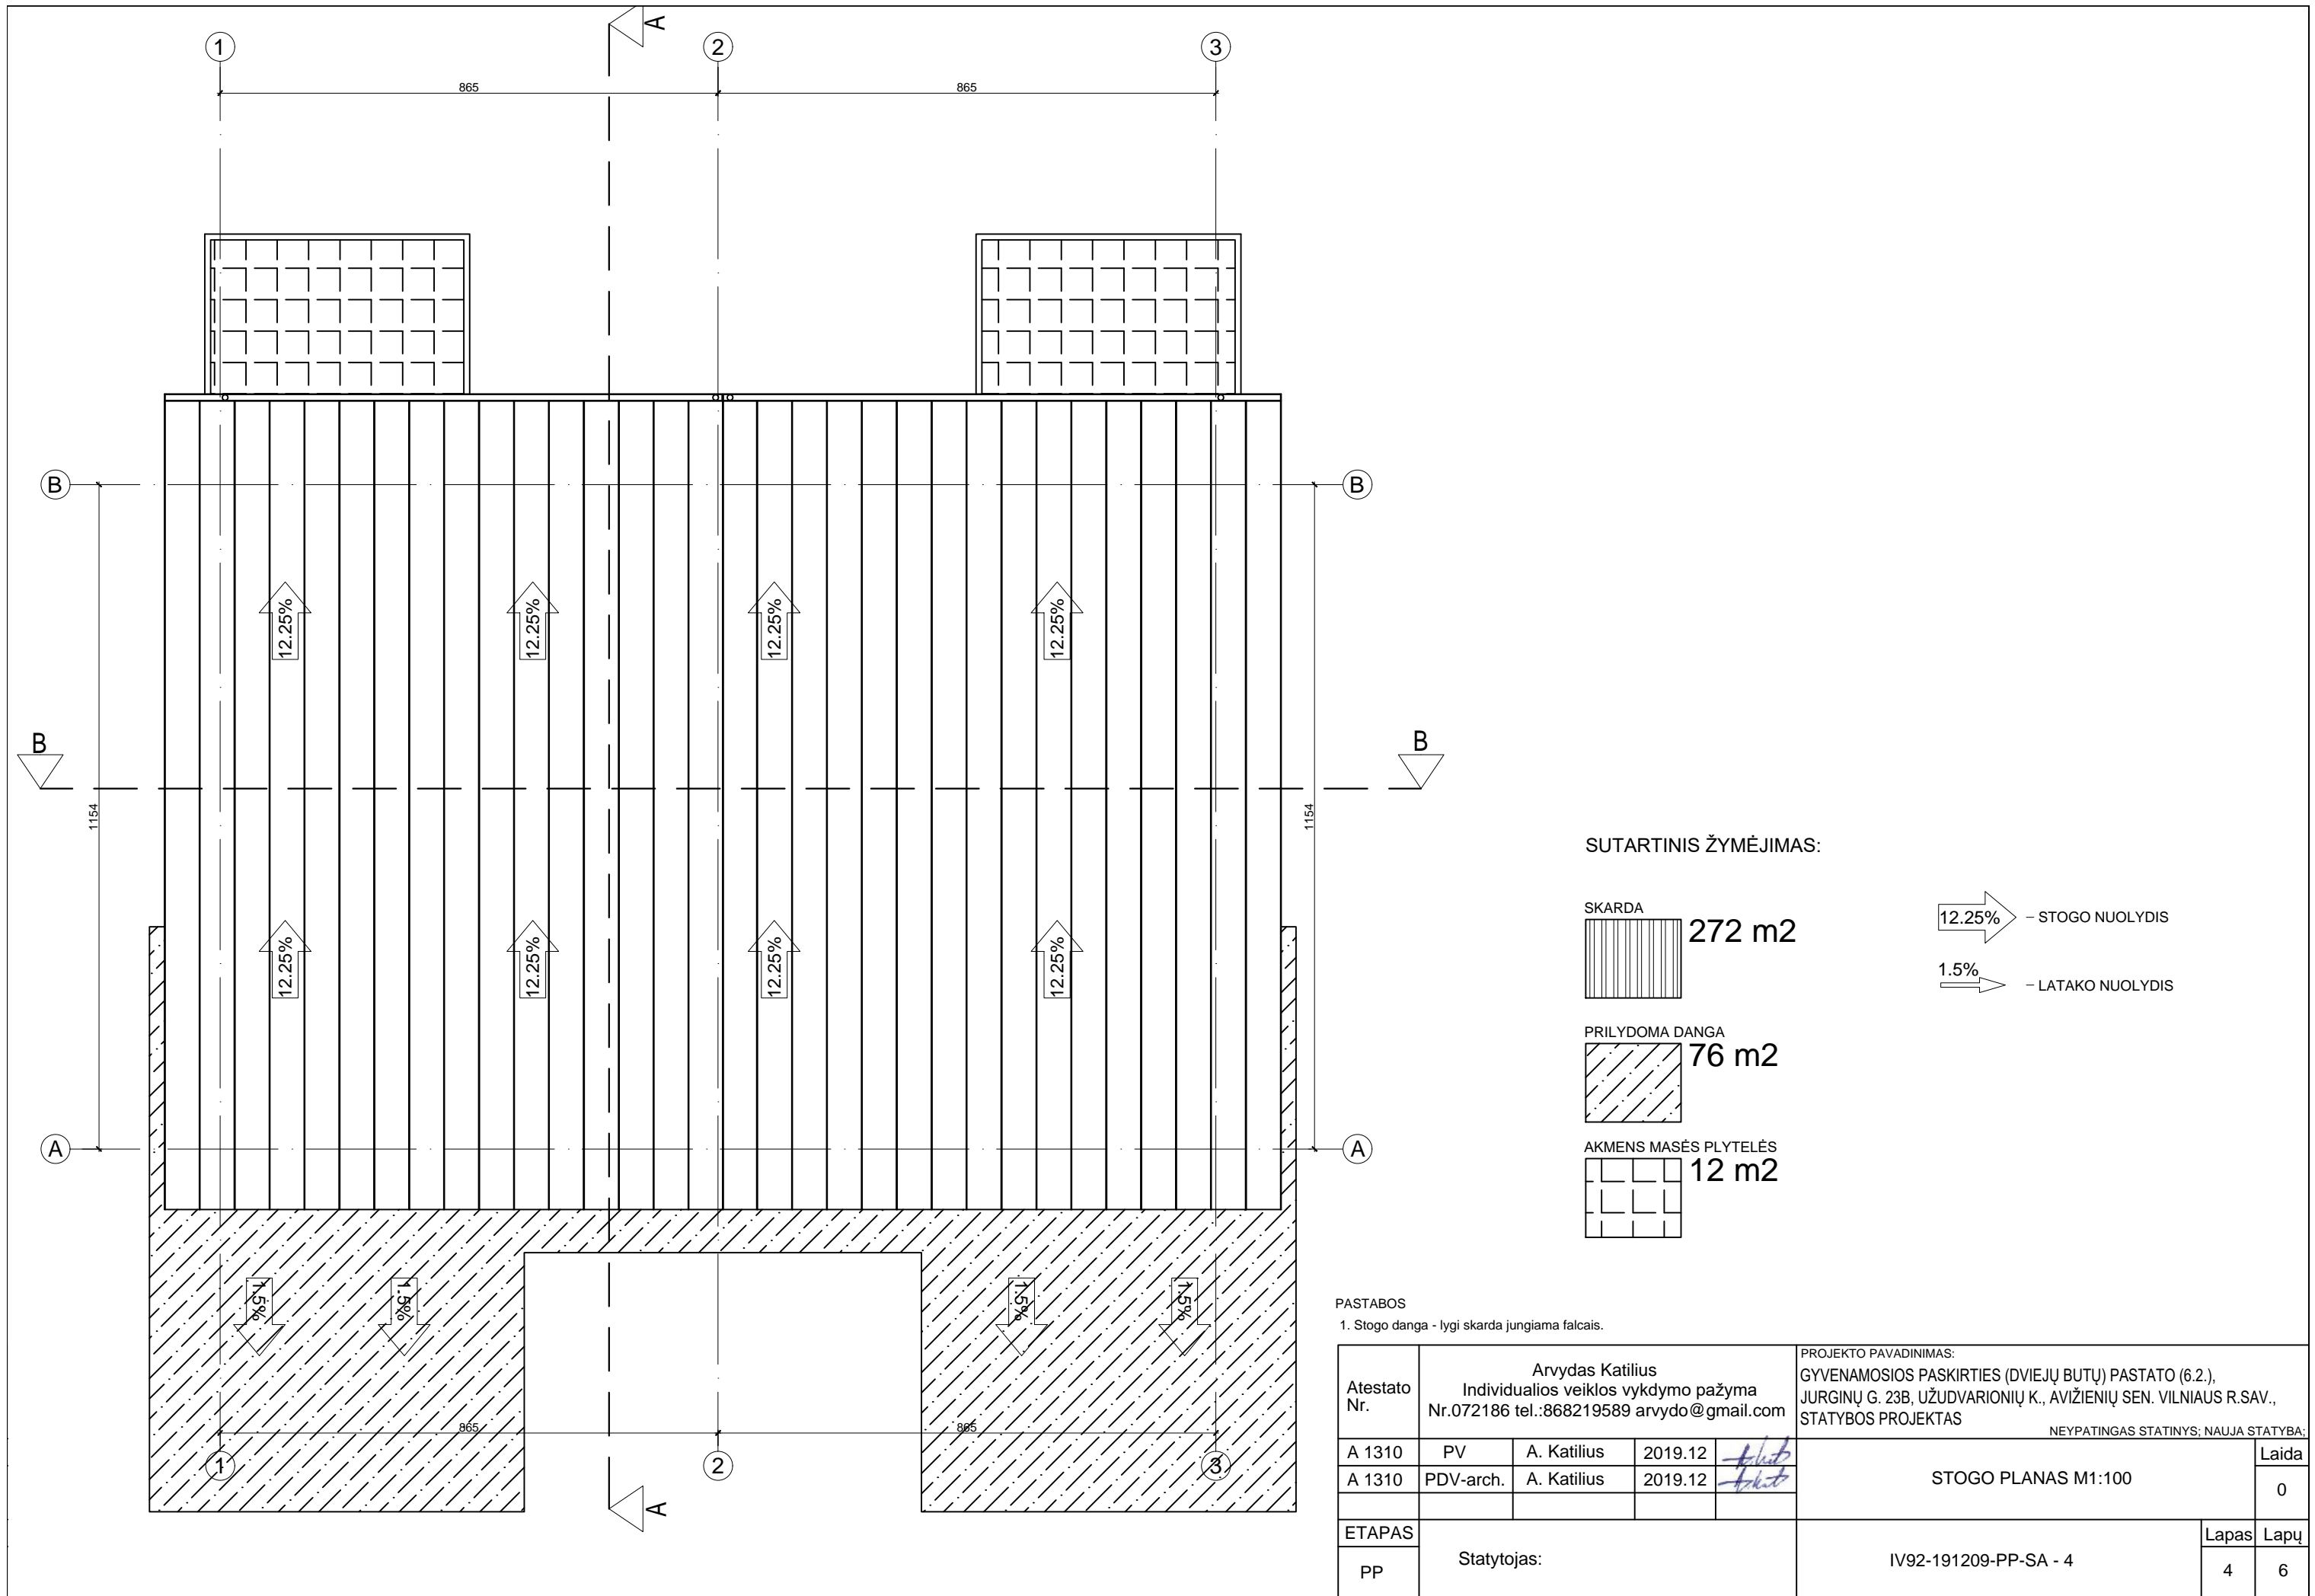 A
1
2
3
865
865
B
B
12.25%
12.25%
12.25%
12.25%
B
B
1154
1154
12.25%
12.25%
12.25%
12.25%
A
A
1.5%
1.5%
1.5%
1.5%
865
865
1
2
3
A
SUTARTINIS ŽYMĖJIMAS:
SKARDA
272 m2
12.25%
– STOGO NUOLYDIS
1.5%
– LATAKO NUOLYDIS
PRILYDOMA DANGA
76 m2
AKMENS MASĖS PLYTELĖS
12 m2
PASTABOS
1. Stogo danga - lygi skarda jungiama falcais.
Atestato
Nr.
Arvydas Katilius
Individualios veiklos vykdymo pažyma
Nr.072186 tel.:868219589 arvydo@gmail.com
PROJEKTO PAVADINIMAS:
GYVENAMOSIOS PASKIRTIES (DVIEJŲ BUTŲ) PASTATO (6.2.),
JURGINŲ G. 23B, UŽUDVARIONIŲ K., AVIŽIENIŲ SEN. VILNIAUS R.SAV.,
STATYBOS PROJEKTAS
NEYPATINGAS STATINYS; NAUJA STATYBA;
A 1310 PV A. Katilius 2019.12
A 1310 PDV-arch. A. Katilius 2019.12
STOGO PLANAS M1:100
Laida
0
ETAPAS
PP
Statytojas:
IV92-191209-PP-SA - 4
Lapas Lapų
4 6